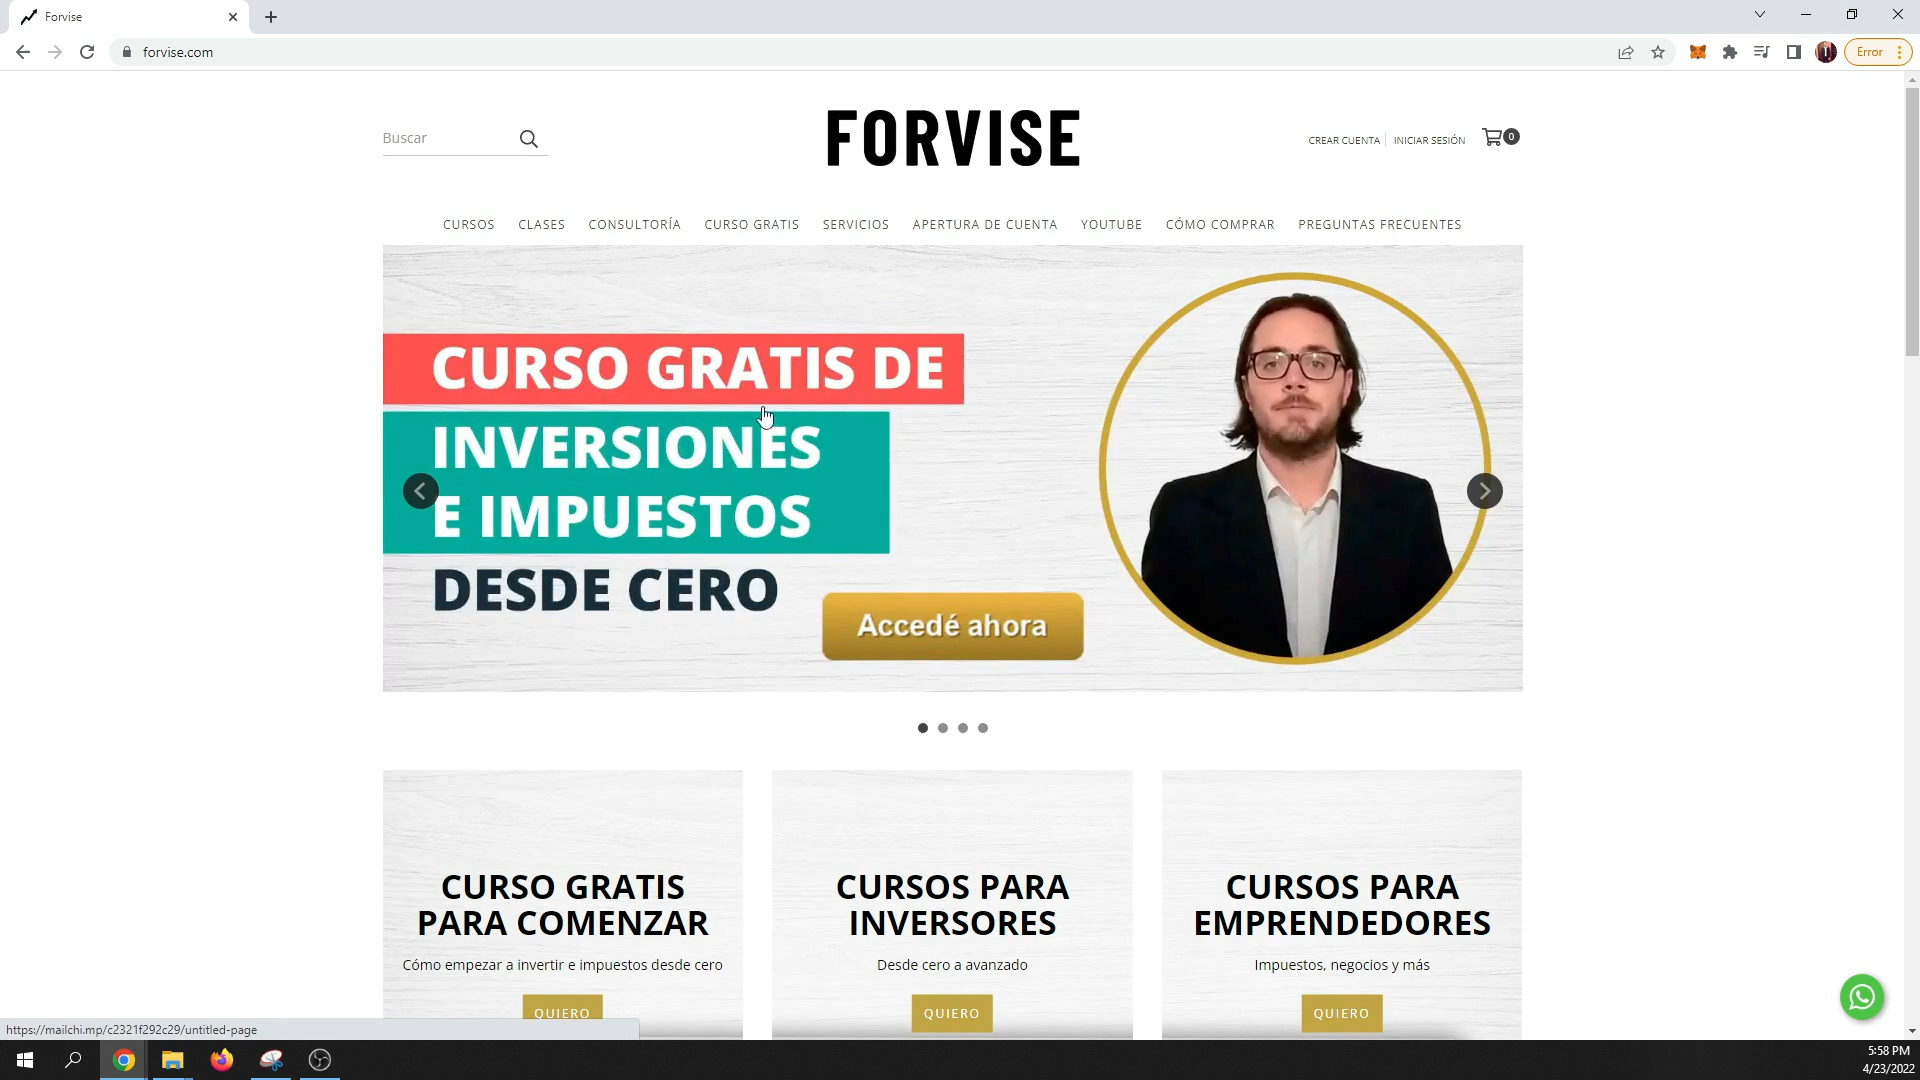 Forvise
forvise.com
Error
Buscar
FORVISE
CREAR CUENTA
INICIAR SESIÓN
0
CURSOS
CLASES
CONSULTORÍA
CURSO GRATIS
SERVICIOS
APERTURA DE CUENTA
YOUTUBE
CÓMO COMPRAR
PREGUNTAS FRECUENTES
CURSO GRATIS DE
INVERSIONES
E IMPUESTOS
DESDE CERO
Accedé ahora
CURSO GRATIS
PARA COMENZAR
Cómo empezar a invertir e impuestos desde cero
QUIERO
CURSOS PARA
INVERSORES
Desde cero a avanzado
QUIERO
CURSOS PARA
EMPRENDEDORES
Impuestos, negocios y más
QUIERO
https://mailchi.mp/c2321f292c29/untitled-page
5:58 PM
4/23/2022